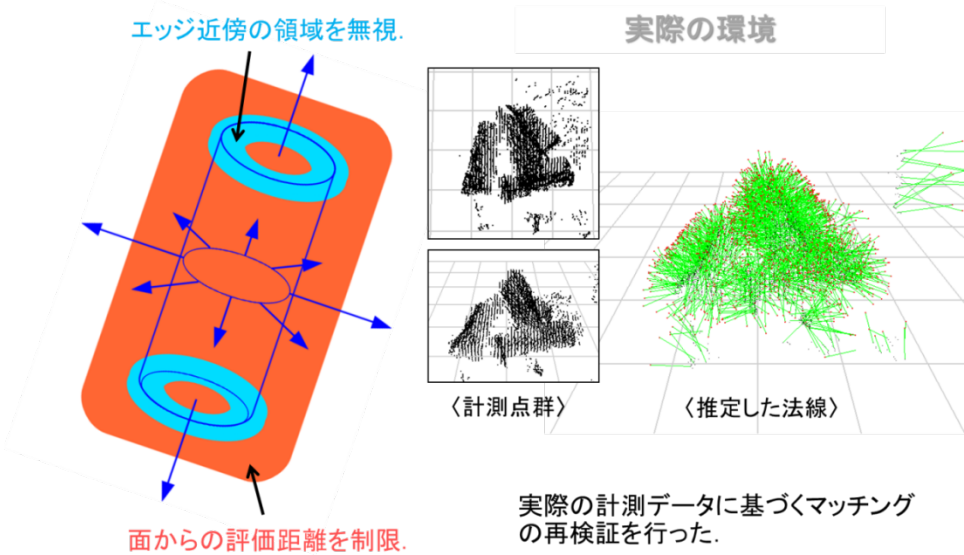 エッジ近傍の領域を無視.
実際の環境
〈計測点群〉
〈推定した法線〉
面からの評価距離を制限.
実際の計測データに基づくマッチング
の再検証を行った.